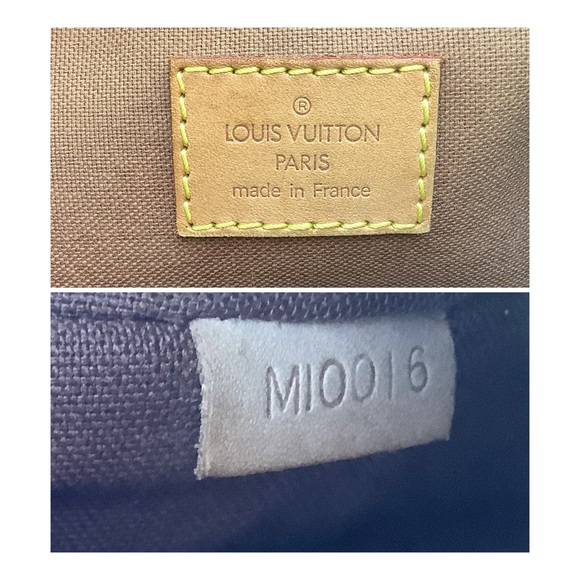 ®
LOUIS VUITTON
PARIS
made in France
MI0016